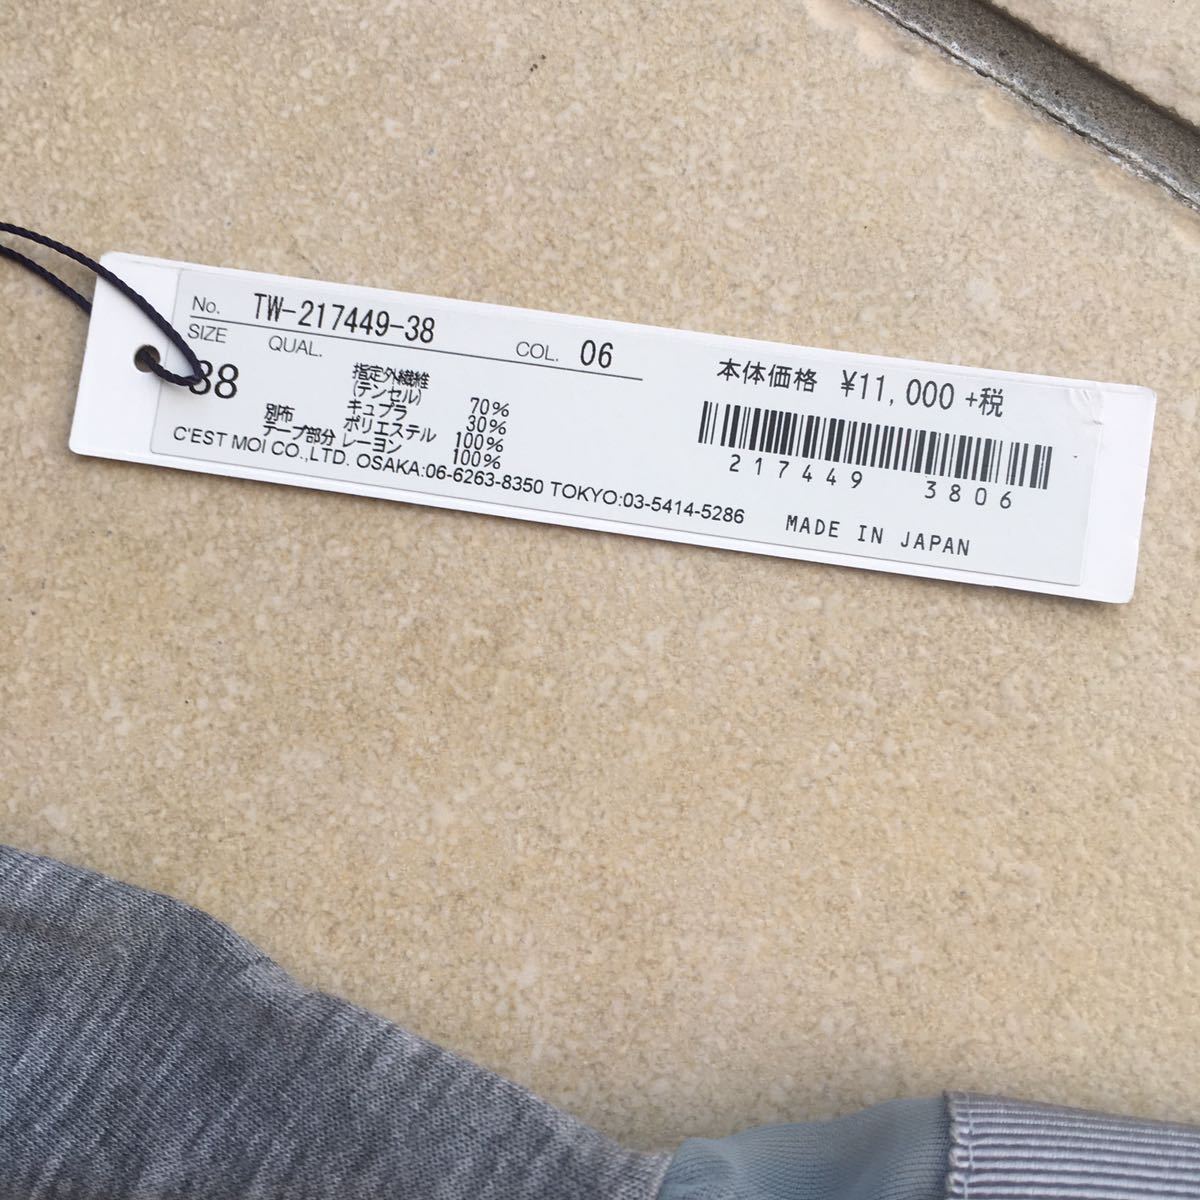 No. TW-217449-38
SIZE QUAL. COL. 06
38
指定外繊維
(テンセル) 70%
キュプラ 30%
別布 ポリエステル 100%
テープ部分 レーヨン 100%
C'EST MOI CO.,LTD. OSAKA:06-6263-8350 TOKYO:03-5414-5286
本体価格 ¥11,000 +税
217449 3806
MADE IN JAPAN